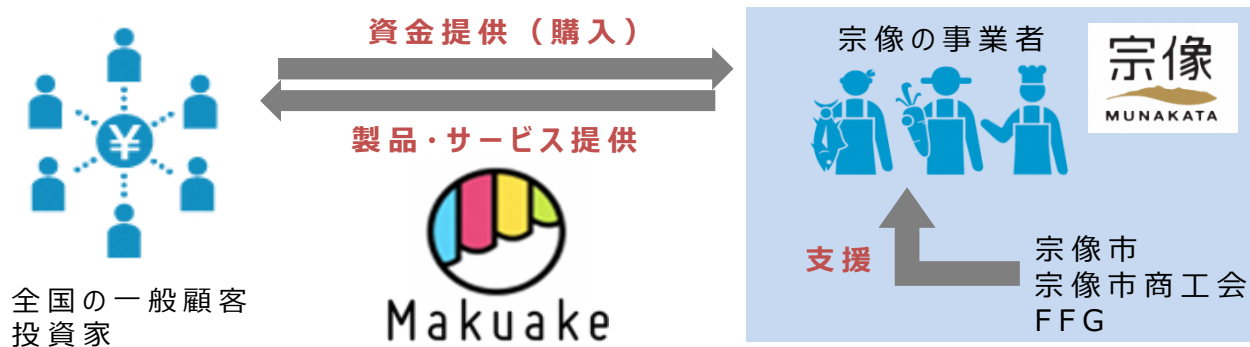 資金提供（購入）
製品・サービス提供
¥
全国の一般顧客
投資家
Makuake
宗像の事業者
宗像
MUNAKATA
支援
宗像市
宗像市商工会
FFG